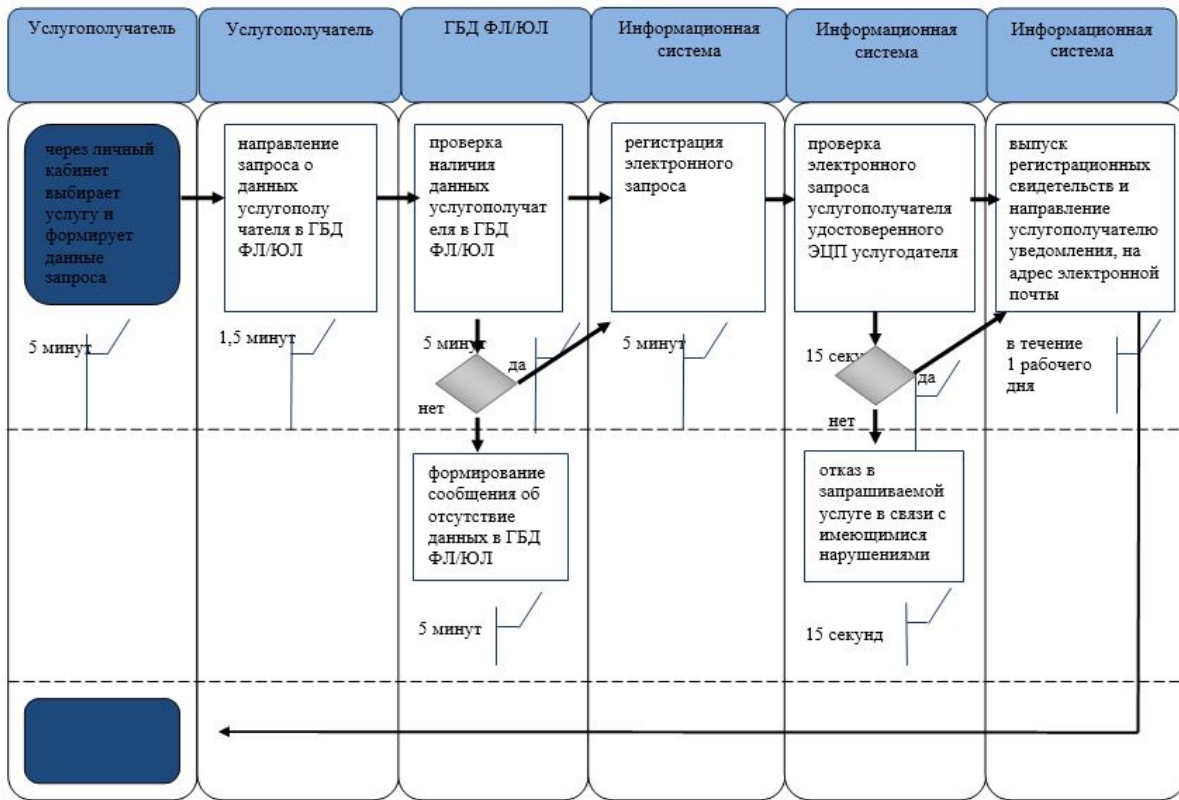 Услугополучатель
Услугополучатель
ГБД ФЛ/ЮЛ
Информационная
система
Информационная
система
Информационная
система
через личный
кабинет
выбирает
услугу и
формирует
данные
запроса
направление
запроса о
данных
услугополу
чателя в ГБД
ФЛ/ЮЛ
проверка
наличия
данных
услугополучат
еля в ГБД
ФЛ/ЮЛ
регистрация
электронного
запроса
проверка
электронного
запроса
услугополучателя
удостоверенного
ЭЦП услугодателя
выпуск
регистрационных
свидетельств и
направление
услугополучателю
уведомления, на
адрес электронной
почты
5 минут
1,5 минут
5 минут
да
нет
5 минут
15 секу
да
нет
в течение
1 рабочего
дня
формирование
сообщения об
отсутствие
данных в ГБД
ФЛ/ЮЛ
отказ в
запрашиваемой
услуге в связи с
имеющимися
нарушениями
5 минут
15 секунд